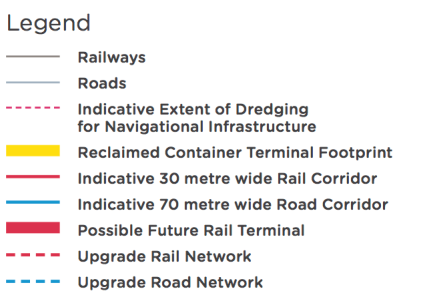 Legend
Railways
Roads
Indicative Extent of Dredging
for Navigational Infrastructure
Reclaimed Container Terminal Footprint
Indicative 30 metre wide Rail Corridor
Indicative 70 metre wide Road Corridor
Possible Future Rail Terminal
Upgrade Rail Network
Upgrade Road Network